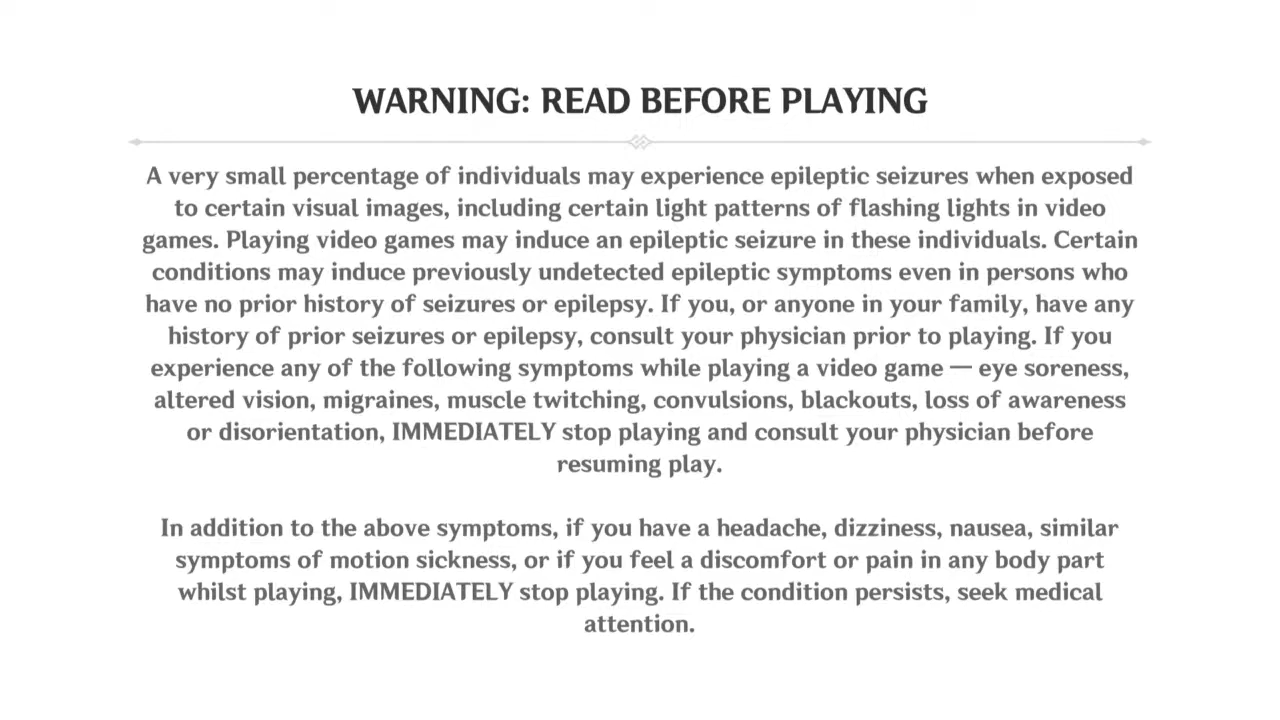 WARNING: READ BEFORE PLAYING
A very small percentage of individuals may experience epileptic seizures when exposed
to certain visual images, including certain light patterns of flashing lights in video
games. Playing video games may induce an epileptic seizure in these individuals. Certain
conditions may induce previously undetected epileptic symptoms even in persons who
have no prior history of seizures or epilepsy. If you, or anyone in your family, have any
history of prior seizures or epilepsy, consult your physician prior to playing. If you
experience any of the following symptoms while playing a video game — eye soreness,
altered vision, migraines, muscle twitching, convulsions, blackouts, loss of awareness
or disorientation, IMMEDIATELY stop playing and consult your physician before
resuming play.
In addition to the above symptoms, if you have a headache, dizziness, nausea, similar
symptoms of motion sickness, or if you feel a discomfort or pain in any body part
whilst playing, IMMEDIATELY stop playing. If the condition persists, seek medical
attention.